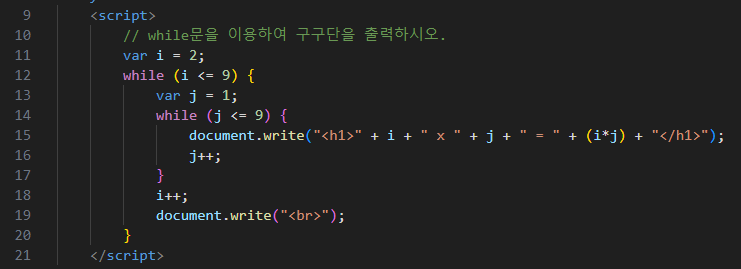 9 <script>
10 // while문을 이용하여 구구단을 출력하시오.
11 var i = 2;
12 while (i <= 9) {
13 var j = 1;
14 while (j <= 9) {
15 document.write("<h1>" + i + " x " + j + " = " + (i*j) + "</h1>");
16 j++;
17 }
18 i++;
19 document.write("<br>");
20 }
21 </script>